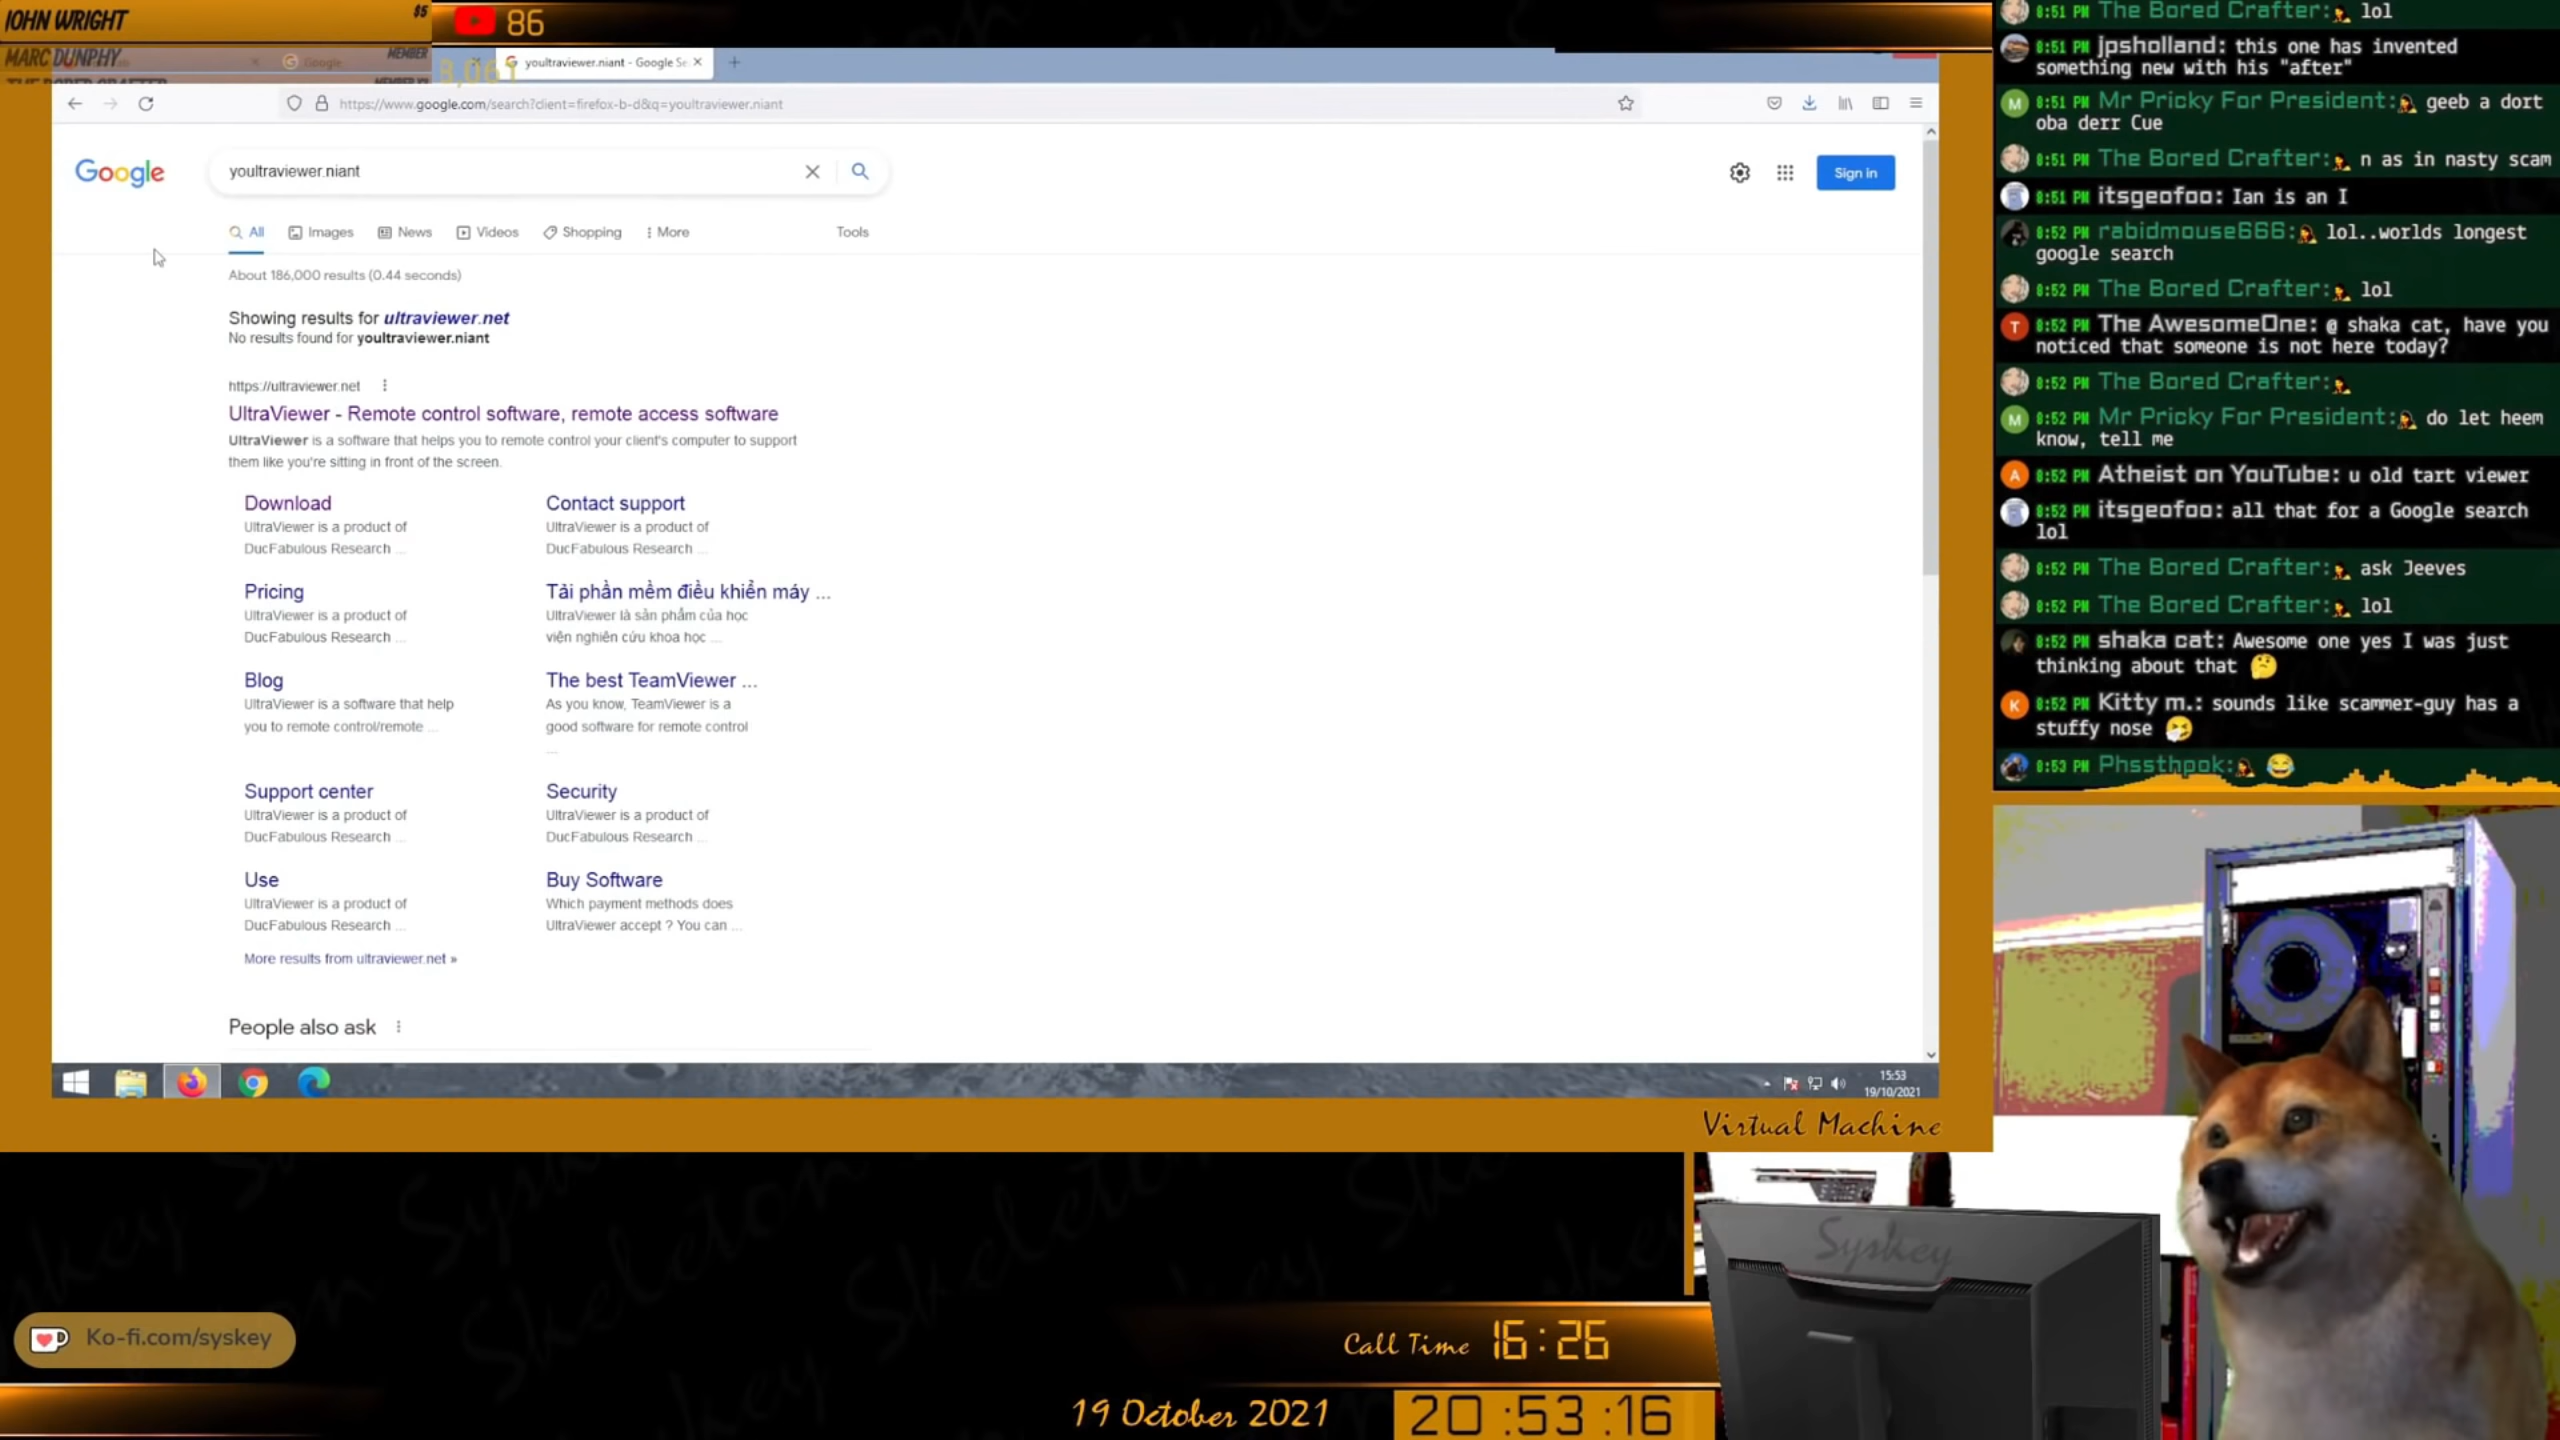 JOHN WRIGHT $5
86
MARC DUNPHY MEMBER
Google
youltraviewer.niant - Google Se
https://www.google.com/search?client=firefox-b-d&q=youltraviewer.niant
Google
youltraviewer.niant
Sign in
All Images News Videos Shopping More Tools
About 186,000 results (0.44 seconds)
Showing results for ultraviewer.net
No results found for youltraviewer.niant
https://ultraviewer.net
UltraViewer - Remote control software, remote access software
UltraViewer is a software that helps you to remote control your client's computer to support
them like you're sitting in front of the screen.
Download
UltraViewer is a product of
DucFabulous Research ...
Contact support
UltraViewer is a product of
DucFabulous Research ...
Pricing
UltraViewer is a product of
DucFabulous Research ...
Tải phần mềm điều khiển máy ...
UltraViewer là sản phẩm của học
viện nghiên cứu khoa học ...
Blog
UltraViewer is a software that help
you to remote control/remote ...
The best TeamViewer ...
As you know, TeamViewer is a
good software for remote control
...
Support center
UltraViewer is a product of
DucFabulous Research ...
Security
UltraViewer is a product of
DucFabulous Research ...
Use
UltraViewer is a product of
DucFabulous Research ...
Buy Software
Which payment methods does
UltraViewer accept ? You can ...
More results from ultraviewer.net »
People also ask
15:53
19/10/2021
Virtual Machine
8:51 PM The Bored Crafter: lol
8:51 PM jpsholland: this one has invented
something new with his "after"
M 8:51 PM Mr Pricky For President: geeb a dort
oba derr Cue
8:51 PM The Bored Crafter: n as in nasty scam
8:51 PM itsgeofoo: Ian is an I
8:52 PM rabidmouse666: lol..worlds longest
google search
8:52 PM The Bored Crafter: lol
T 8:52 PM The AwesomeOne: @ shaka cat, have you
noticed that someone is not here today?
8:52 PM The Bored Crafter:
M 8:52 PM Mr Pricky For President: do let heem
know, tell me
A 8:52 PM Atheist on YouTube: u old tart viewer
8:52 PM itsgeofoo: all that for a Google search
lol
8:52 PM The Bored Crafter: ask Jeeves
8:52 PM The Bored Crafter: lol
8:52 PM shaka cat: Awesome one yes I was just
thinking about that 🤔
K 8:52 PM Kitty m.: sounds like scammer-guy has a
stuffy nose 🤧
8:53 PM Phssthpok: 😂
Syskey
Ko-fi.com/syskey
Call Time 16:26
19 October 2021 20:53:16